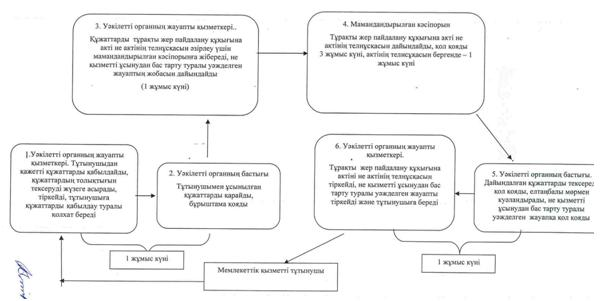 3. Уәкілетті органның жауапты қызметкері..
Құжаттарды тұрақты жер пайдалану құқығына
акті не актінің телнұсқасын әзірлеу үшін
мамандандырылған кәсіпорынға жібереді, не
қызметті ұсынудан бас тарту туралы уәжделген
жауаптың жобасын дайындайды
(1 жұмыс күні)
4. Мамандандырылған кәсіпорын
Тұрақты жер пайдалану құқығына акті не
актінің телнұсқасын дайындайды, қол қояды
3 жұмыс күні, актінің телнұсқасын бергенде – 1
жұмыс күні
1.Уәкілетті органның жауапты
қызметкері. Тұтынушыдан
қажетті құжаттарды қабылдайды,
құжаттардың толықтығын
тексеруді жүзеге асырады,
тіркейді, тұтынушыға
құжаттарды қабылдау туралы
қолхат береді
2. Уәкілетті органның бастығы
Тұтынушымен ұсынылған
құжаттарды қарайды,
бұрыштама қояды
6. Уәкілетті органның жауапты
қызметкері.
Тұрақты жер пайдалану құқығына
актіні не актінің телнұсқасын
тіркейді, не қызметті ұсынудан бас
тарту туралы уәжделген жауапты
тіркейді және тұтынушыға береді
5. Уәкілетті органның бастығы.
Дайындалған құжаттарды тексереді,
қол қояды, елтаңбалы мөрмен
куәландырады, не қызметті
ұсынудан бас тарту туралы
уәжделген жауапқа қол қояды
1 жұмыс күні
1 жұмыс күні
Мемлекеттік қызметті тұтынушы